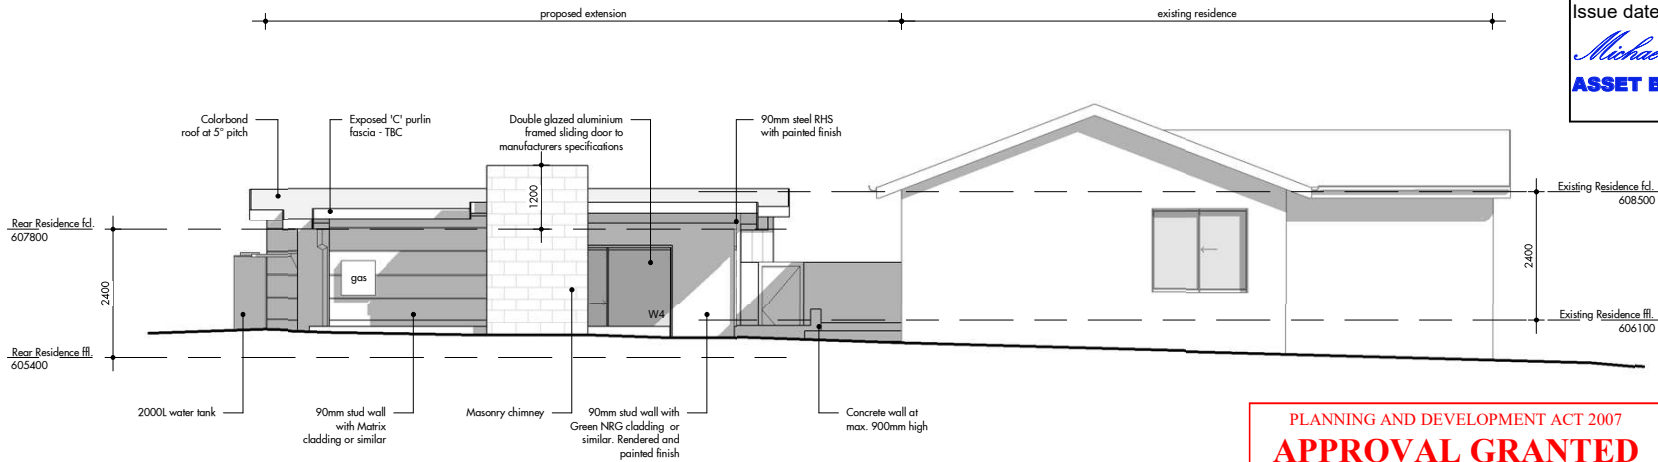 proposed extension
existing residence
Issue date
Michae
ASSET B
Colorbond
roof at 5° pitch
Exposed 'C' purlin
fascia - TBC
Double glazed aluminium
framed sliding door to
manufacturers specifications
90mm steel RHS
with painted finish
1200
Rear Residence fcl.
607800
Existing Residence fcl.
608500
gas
2400
2400
W4
Existing Residence ffl.
606100
Rear Residence ffl.
605400
2000L water tank
90mm stud wall
with Matrix
cladding or similar
Masonry chimney
90mm stud wall with
Green NRG cladding or
similar. Rendered and
painted finish
Concrete wall at
max. 900mm high
PLANNING AND DEVELOPMENT ACT 2007
APPROVAL GRANTED